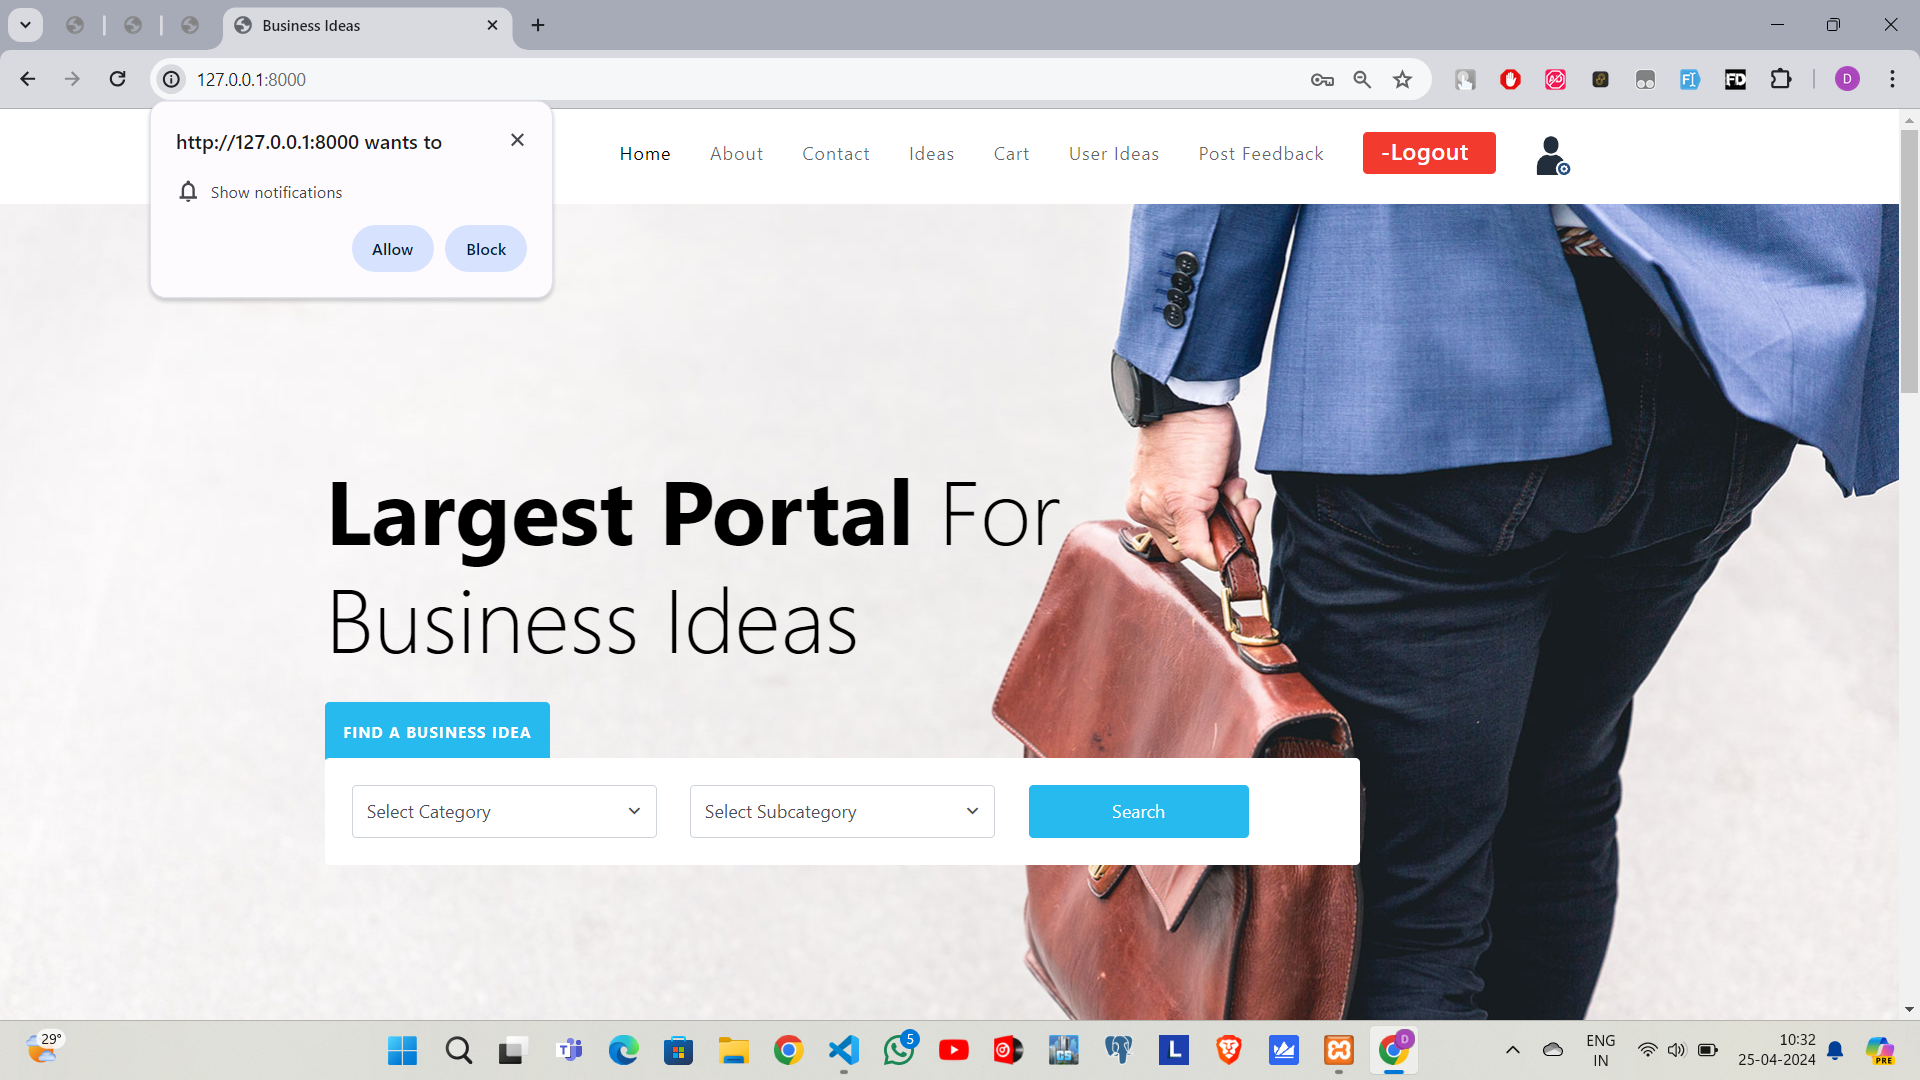 Business Ideas
127.0.0.1:8000
D
http://127.0.0.1:8000 wants to
Show notifications
Allow
Block
Home
About
Contact
Ideas
Cart
User Ideas
Post Feedback
-Logout
Largest Portal For
Business Ideas
FIND A BUSINESS IDEA
Select Category
Select Subcategory
Search
29°
5
L
D
ENG
IN
10:32
25-04-2024
PRE